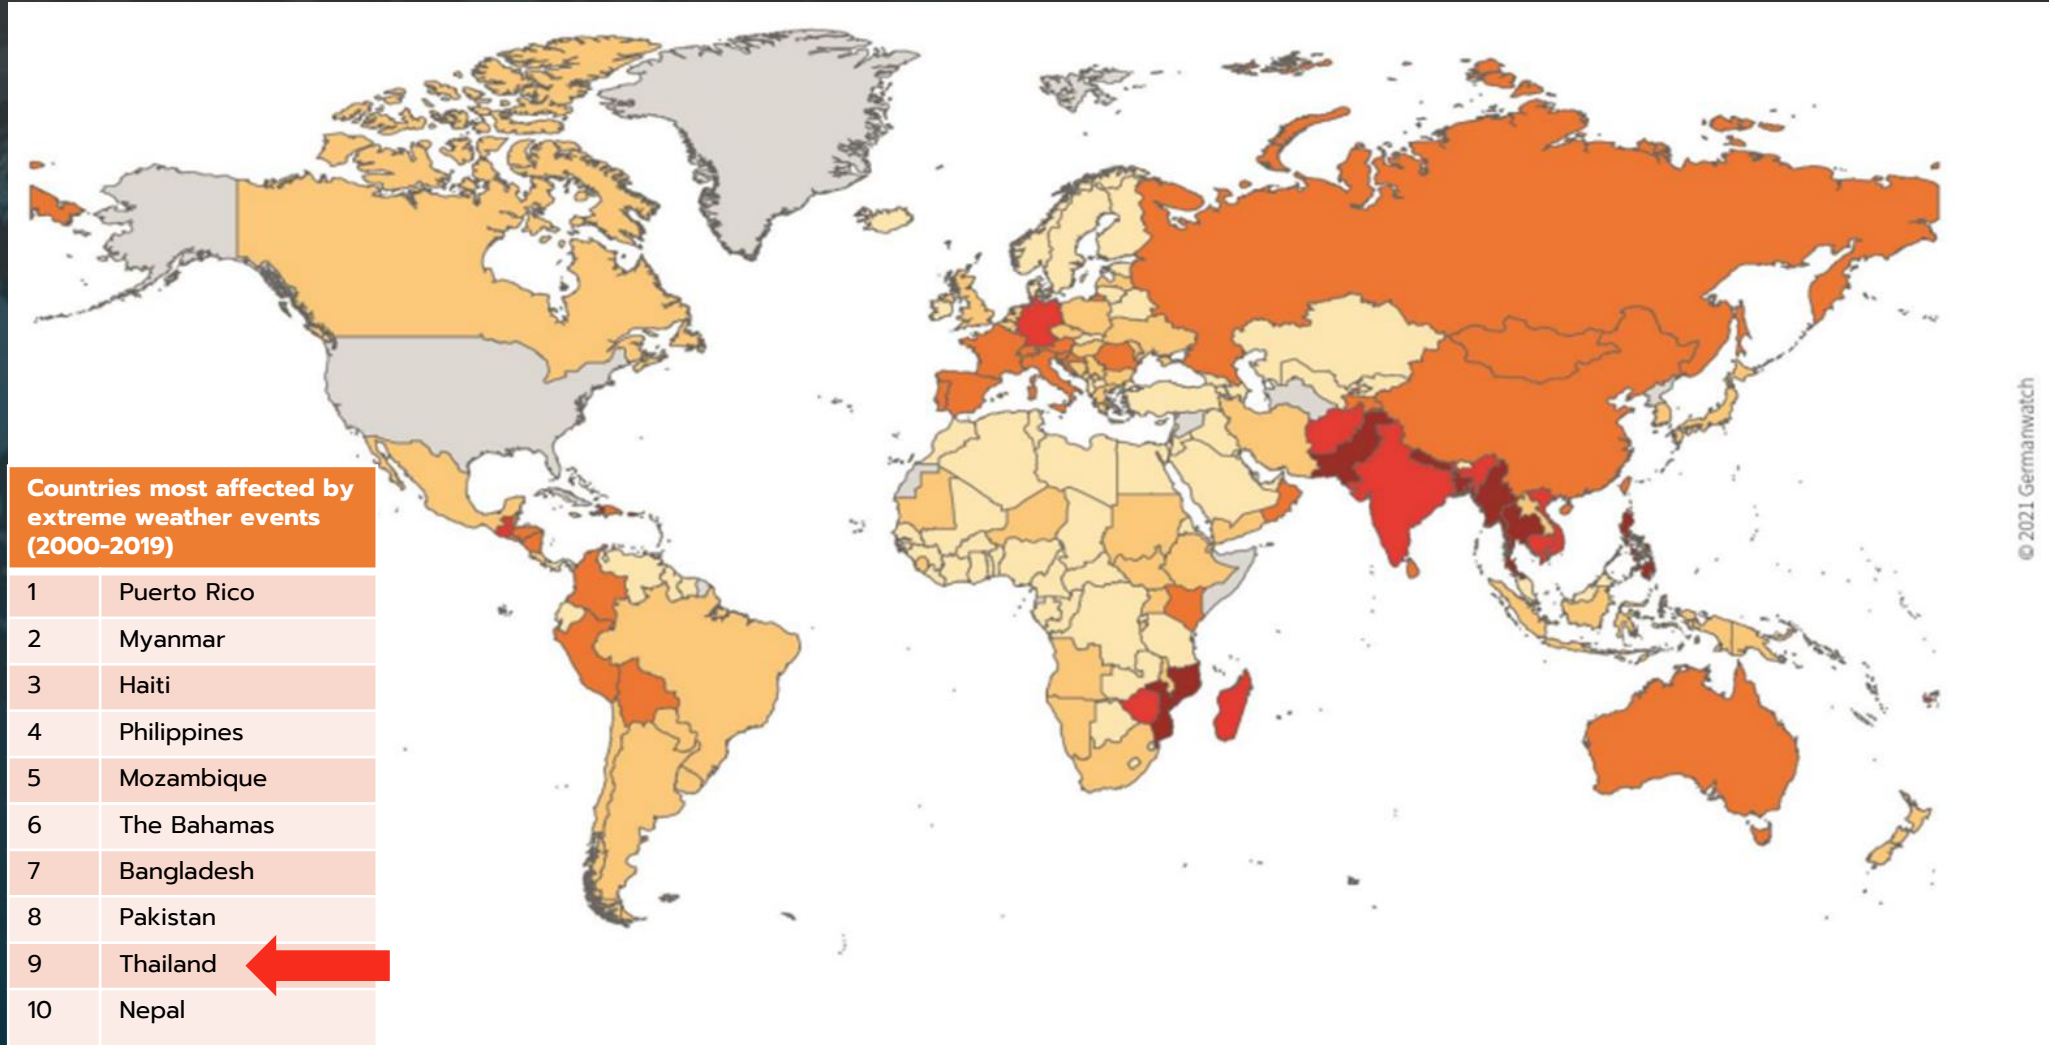 Countries most affected by
extreme weather events
(2000-2019)
1 Puerto Rico
2 Myanmar
3 Haiti
4 Philippines
5 Mozambique
6 The Bahamas
7 Bangladesh
8 Pakistan
9 Thailand
10 Nepal
© 2021 Germanwatch